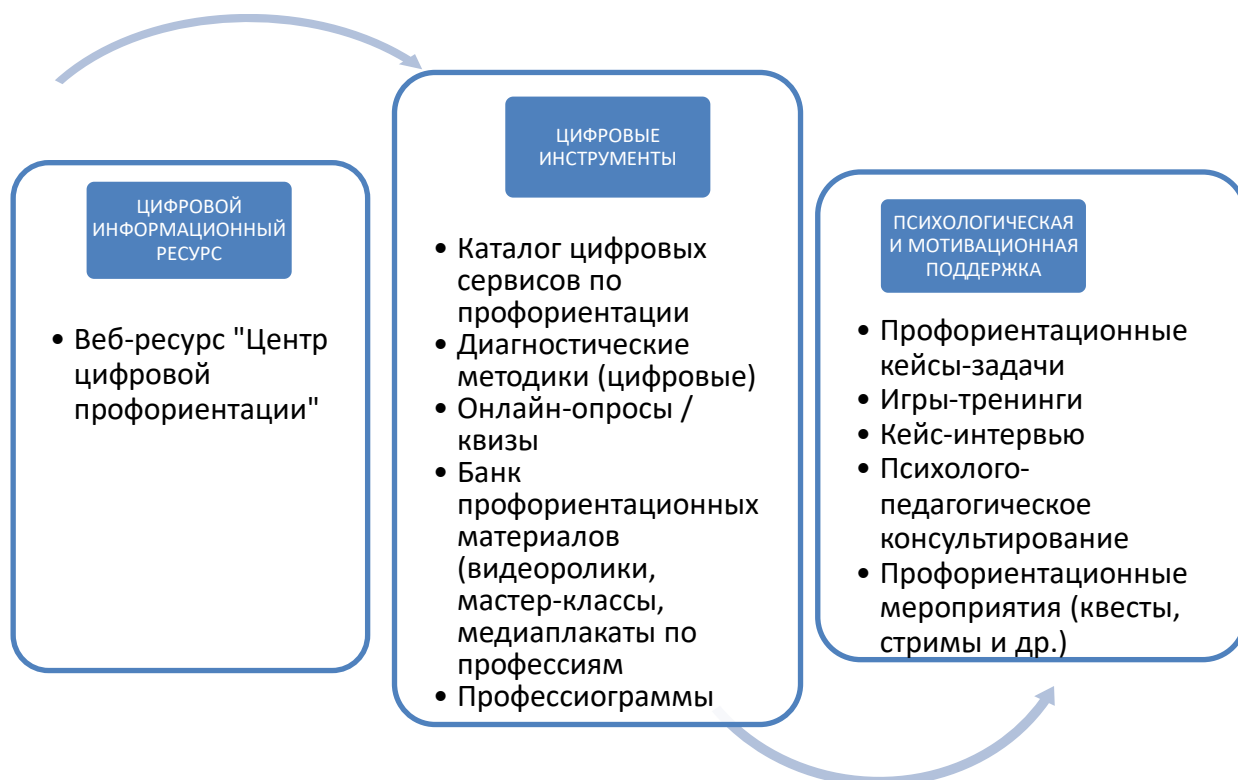 ЦИФРОВОЙ
ИНФОРМАЦИОННЫЙ
РЕСУРС
• Веб-ресурс "Центр
цифровой
профориентации"
ЦИФРОВЫЕ
ИНСТРУМЕНТЫ
• Каталог цифровых
сервисов по
профориентации
• Диагностические
методики (цифровые)
• Онлайн-опросы /
квизы
• Банк
профориентационных
материалов
(видеоролики,
мастер-классы,
медиаплакаты по
профессиям
• Профессиограммы
ПСИХОЛОГИЧЕСКАЯ
И МОТИВАЦИОННАЯ
ПОДДЕРЖКА
• Профориентационные
кейсы-задачи
• Игры-тренинги
• Кейс-интервью
• Психолого-
педагогическое
консультирование
• Профориентационные
мероприятия (квесты,
стримы и др.)